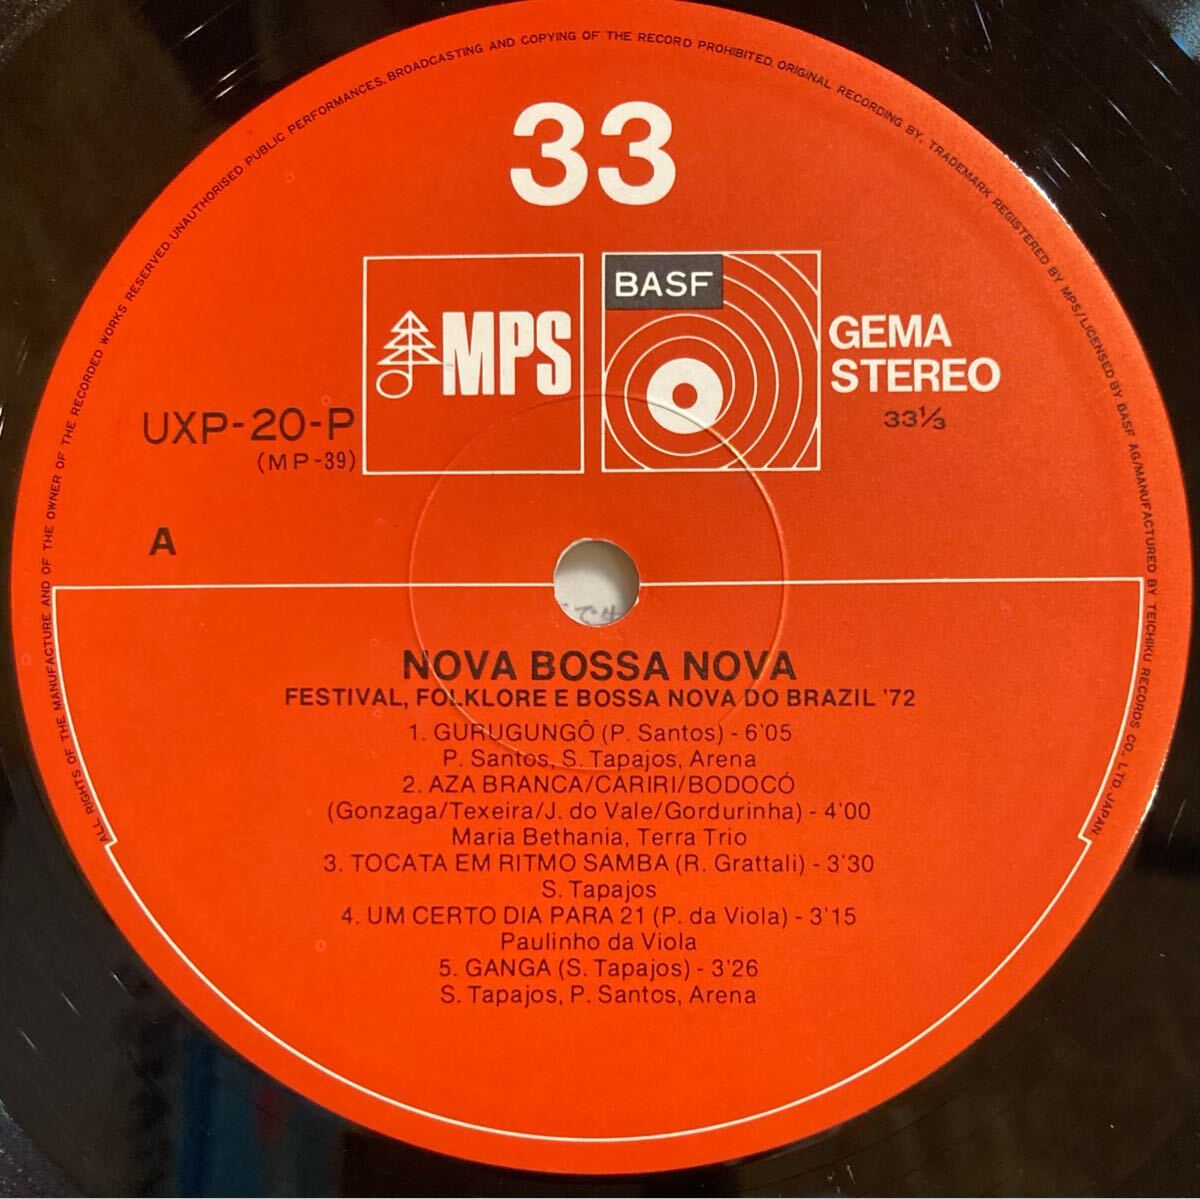 ALL RIGHTS OF THE MANUFACTURE AND OF THE OWNER OF THE RECORDED WORKS RESERVED. UNAUTHORISED PUBLIC PERFORMANCES. BROADCASTING AND COPYING OF THE RECORD PROHIBITED. ORIGINAL RECORDING BY, TRADEMARK REGISTERED BY MPS/LICENSED BY BASF AG/MANUFACTURED BY TEICHIKU RECORDS CO., LTD. JAPAN
33
MPS
BASF
GEMA
STEREO
33⅓
UXP-20-P
(MP-39)
A
NOVA BOSSA NOVA
FESTIVAL, FOLKLORE E BOSSA NOVA DO BRAZIL '72
1. GURUGUNGÔ (P. Santos) - 6'05
P. Santos, S. Tapajos, Arena
2. AZA BRANCA/CARIRI/BODOCÓ
(Gonzaga/Texeira/J. do Vale/Gordurinha) - 4'00
Maria Bethania, Terra Trio
3. TOCATA EM RITMO SAMBA (R. Grattali) - 3'30
S. Tapajos
4. UM CERTO DIA PARA 21 (P. da Viola) - 3'15
Paulinho da Viola
5. GANGA (S. Tapajos) - 3'26
S. Tapajos, P. Santos, Arena